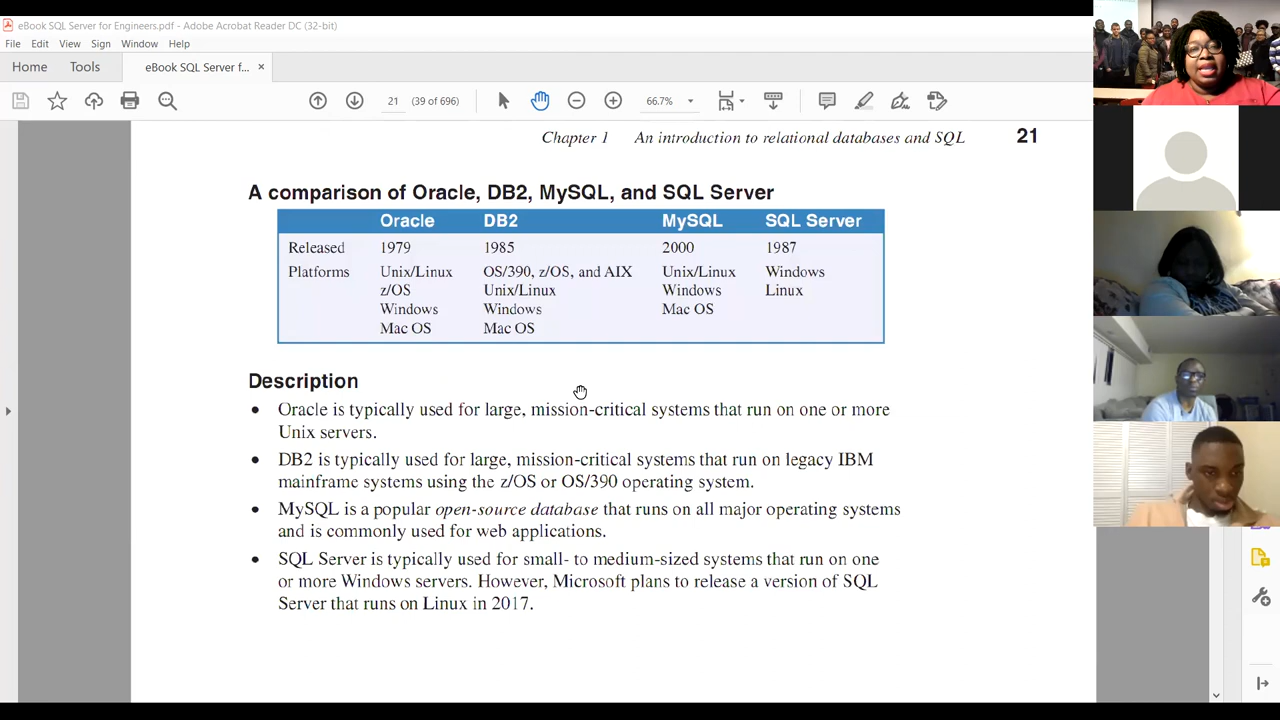 eBook SQL Server for Engineers.pdf - Adobe Acrobat Reader DC (32-bit)
File Edit View Sign Window Help
Home Tools eBook SQL Server f... ×
21 (39 of 696) 66.7%
Chapter 1 An introduction to relational databases and SQL 21
A comparison of Oracle, DB2, MySQL, and SQL Server
Oracle DB2 MySQL SQL Server
Released 1979 1985 2000 1987
Platforms Unix/Linux OS/390, z/OS, and AIX Unix/Linux Windows
z/OS Unix/Linux Windows Linux
Windows Windows Mac OS
Mac OS Mac OS
Description
• Oracle is typically used for large, mission-critical systems that run on one or more
Unix servers.
• DB2 is typically used for large, mission-critical systems that run on legacy IBM
mainframe systems using the z/OS or OS/390 operating system.
• MySQL is a popular open-source database that runs on all major operating systems
and is commonly used for web applications.
• SQL Server is typically used for small- to medium-sized systems that run on one
or more Windows servers. However, Microsoft plans to release a version of SQL
Server that runs on Linux in 2017.